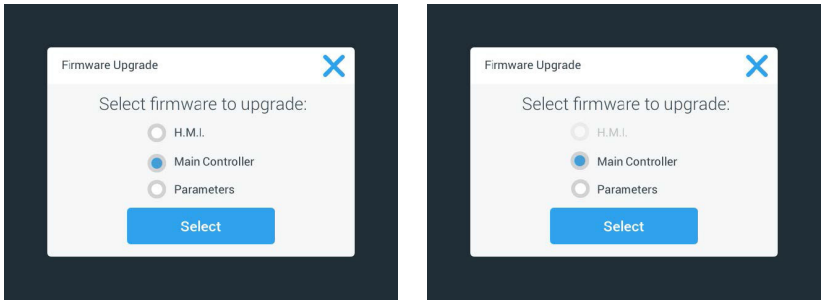 Firmware Upgrade
Select firmware to upgrade:
H.M.I.
Main Controller
Parameters
Select
Firmware Upgrade
Select firmware to upgrade:
H.M.I.
Main Controller
Parameters
Select